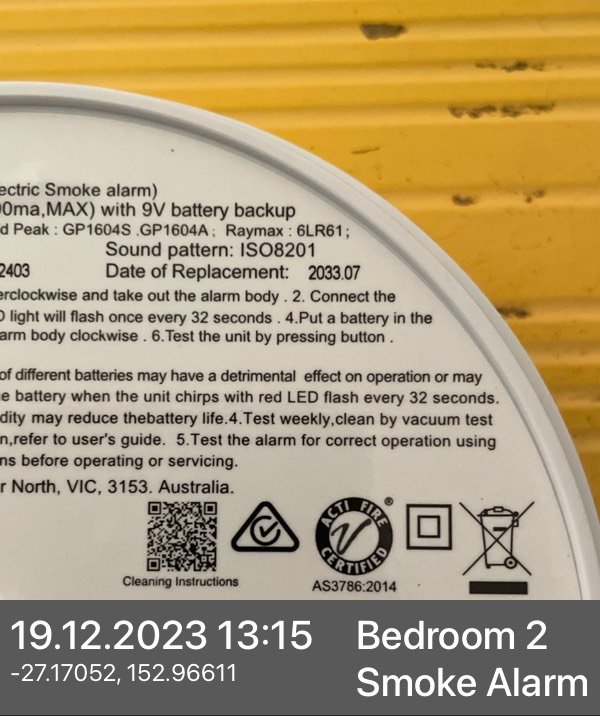 ectric Smoke alarm)
00ma,MAX) with 9V battery backup
d Peak : GP1604S .GP1604A ; Raymax : 6LR61;
Sound pattern: ISO8201
2403 Date of Replacement: 2033.07
erclockwise and take out the alarm body . 2. Connect the
D light will flash once every 32 seconds . 4.Put a battery in the
arm body clockwise . 6.Test the unit by pressing button .
of different batteries may have a detrimental effect on operation or may
e battery when the unit chirps with red LED flash every 32 seconds.
dity may reduce thebattery life.4.Test weekly,clean by vacuum test
n,refer to user's guide. 5.Test the alarm for correct operation using
ns before operating or servicing.
r North, VIC, 3153. Australia.
ACTI FIRE ®
CERTIFIED
Cleaning Instructions
AS3786:2014
19.12.2023 13:15
-27.17052, 152.96611
Bedroom 2
Smoke Alarm